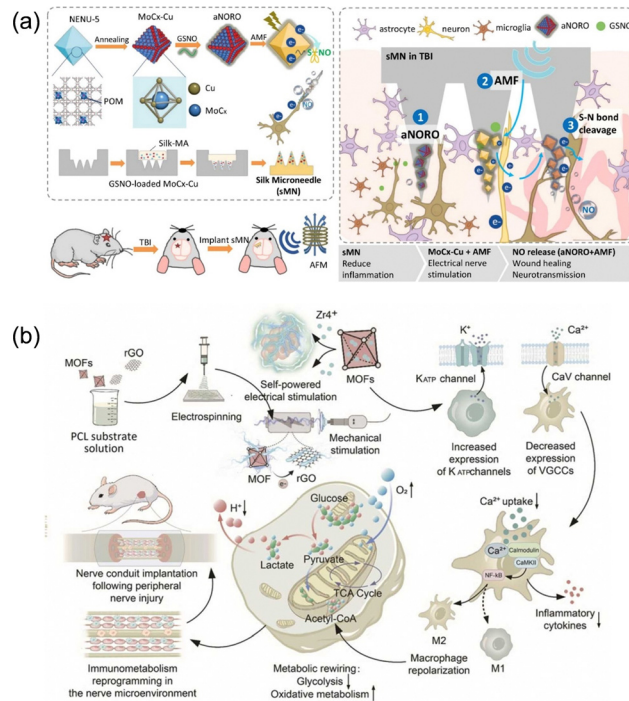 (a)
NENU-5
Annealing
MoCx-Cu
GSNO
aNORO
AMF
e-
e-
e-
e-
S
NO
POM
Cu
MoCx
e-
e-
NO
Silk-MA
GSNO-loaded MoCx-Cu
Silk Microneedle
(sMN)
TBI
Implant sMN
AFM
astrocyte
neuron
microglia
aNORO
GSNO
sMN in TBI
2 AMF
1
aNORO
3
S-N bond
cleavage
e-
e-
e-
NO
sMN
Reduce
inflammation
MoCx-Cu + AMF
Electrical nerve
stimulation
NO release (aNORO+AMF)
Wound healing
Neurotransmission
(b)
MOFs
rGO
PCL substrate
solution
Electrospinning
Zr4+
Self-powered
electrical stimulation
MOFs
Mechanical
stimulation
MOF
e-
rGO
K+
KATP channel
Increased
expression
of KATPchannels
Ca2+
CaV channel
Decreased
expression
of VGCCs
Ca2+ uptake
Ca2+
Calmodulin
CaMKII
NF-kB
Inflammatory
cytokines
M2
M1
Macrophage
repolarization
H+
Glucose
O2
Lactate
Pyruvate
TCA Cycle
Acetyl-CoA
Metabolic rewiring:
Glycolysis
Oxidative metabolism
Nerve conduit implantation
following peripheral
nerve injury
Immunometabolism
reprogramming in
the nerve microenvironment